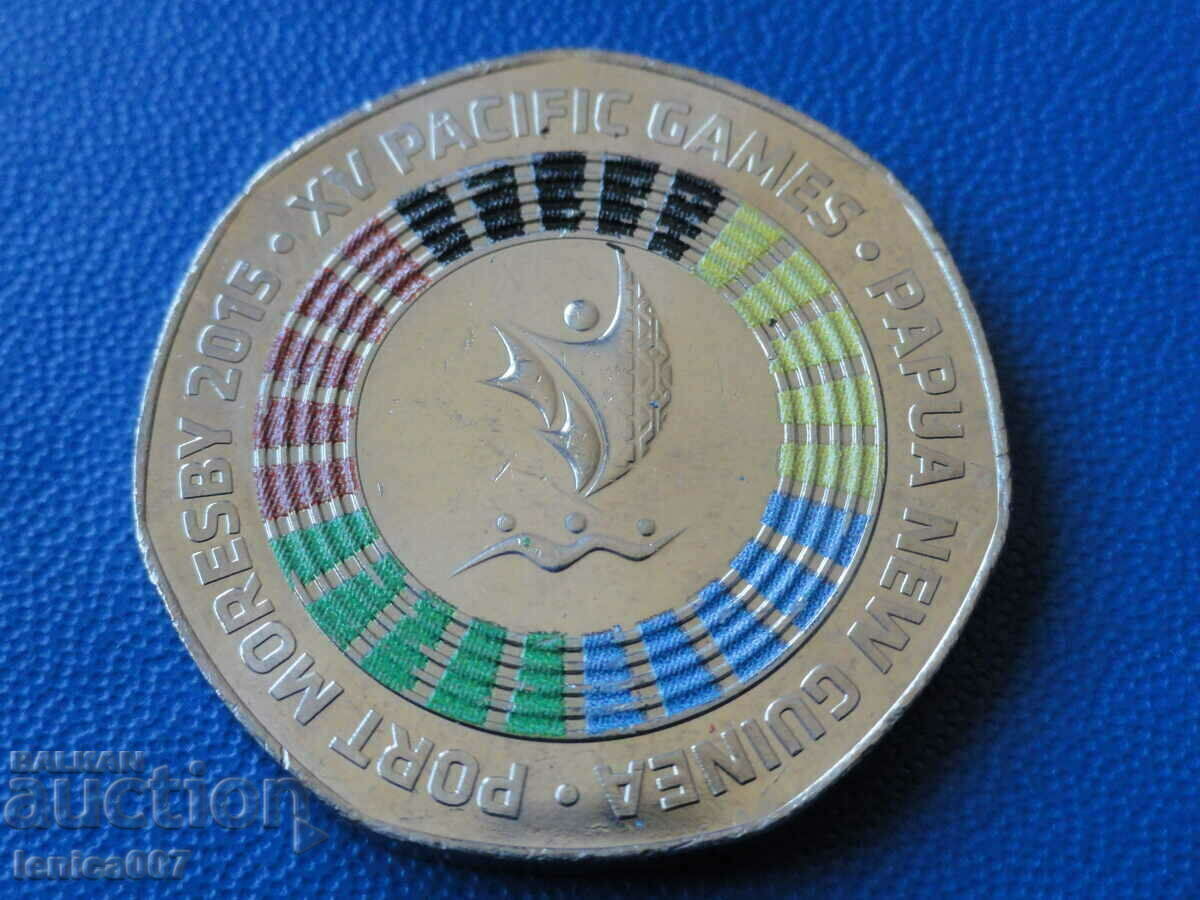 XV PACIFIC GAMES • PAPUA NEW GUINEA • PORT MORESBY 2015 •
BALKAN
auction
lenica007